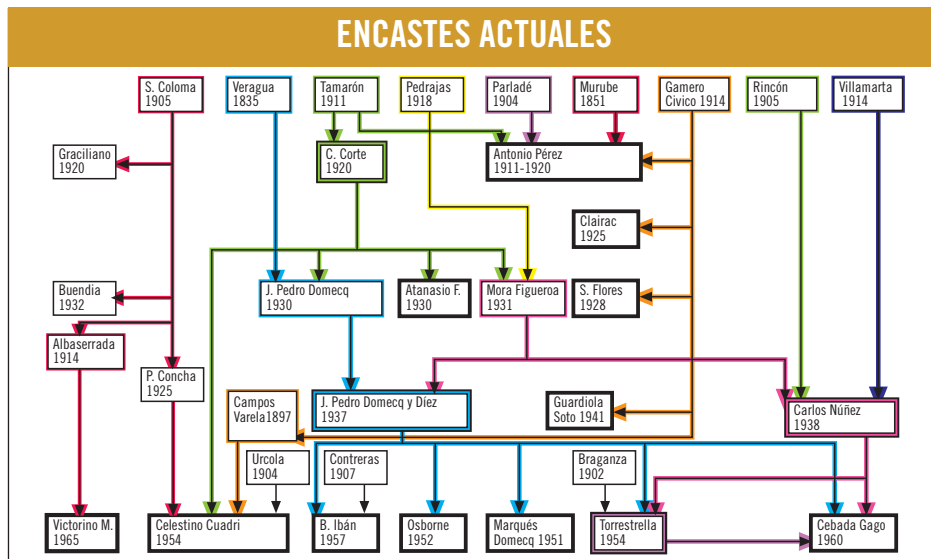 ENCASTES ACTUALES
S. Coloma
1905
Veragua
1835
Tamarón
1911
Pedrajas
1918
Parladé
1904
Murube
1851
Gamero
Civico 1914
Rincón
1905
Villamarta
1914
Graciliano
1920
C. Corte
1920
Antonio Pérez
1911-1920
Clairac
1925
Buendia
1932
J. Pedro Domecq
1930
Atanasio F.
1930
Mora Figueroa
1931
S. Flores
1928
Albaserrada
1914
P. Concha
1925
Campos
Varela1897
J. Pedro Domecq y Díez
1937
Guardiola
Soto 1941
Carlos Núñez
1938
Urcola
1904
Contreras
1907
Braganza
1902
Victorino M.
1965
Celestino Cuadri
1954
B. Ibán
1957
Osborne
1952
Marqués
Domecq 1951
Torrestrella
1954
Cebada Gago
1960